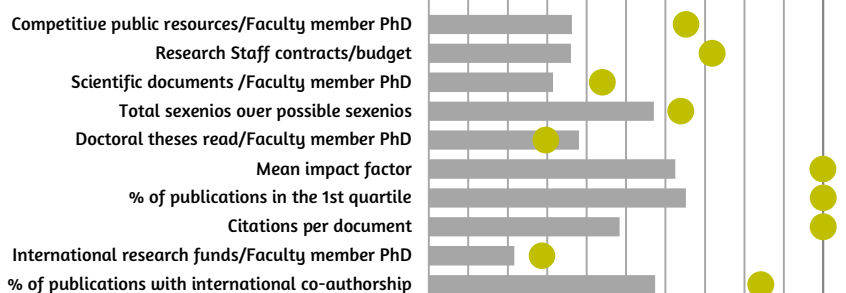 Competitive public resources/Faculty member PhD
Research Staff contracts/budget
Scientific documents /Faculty member PhD
Total sexenios over possible sexenios
Doctoral theses read/Faculty member PhD
Mean impact factor
% of publications in the 1st quartile
Citations per document
International research funds/Faculty member PhD
% of publications with international co-authorship